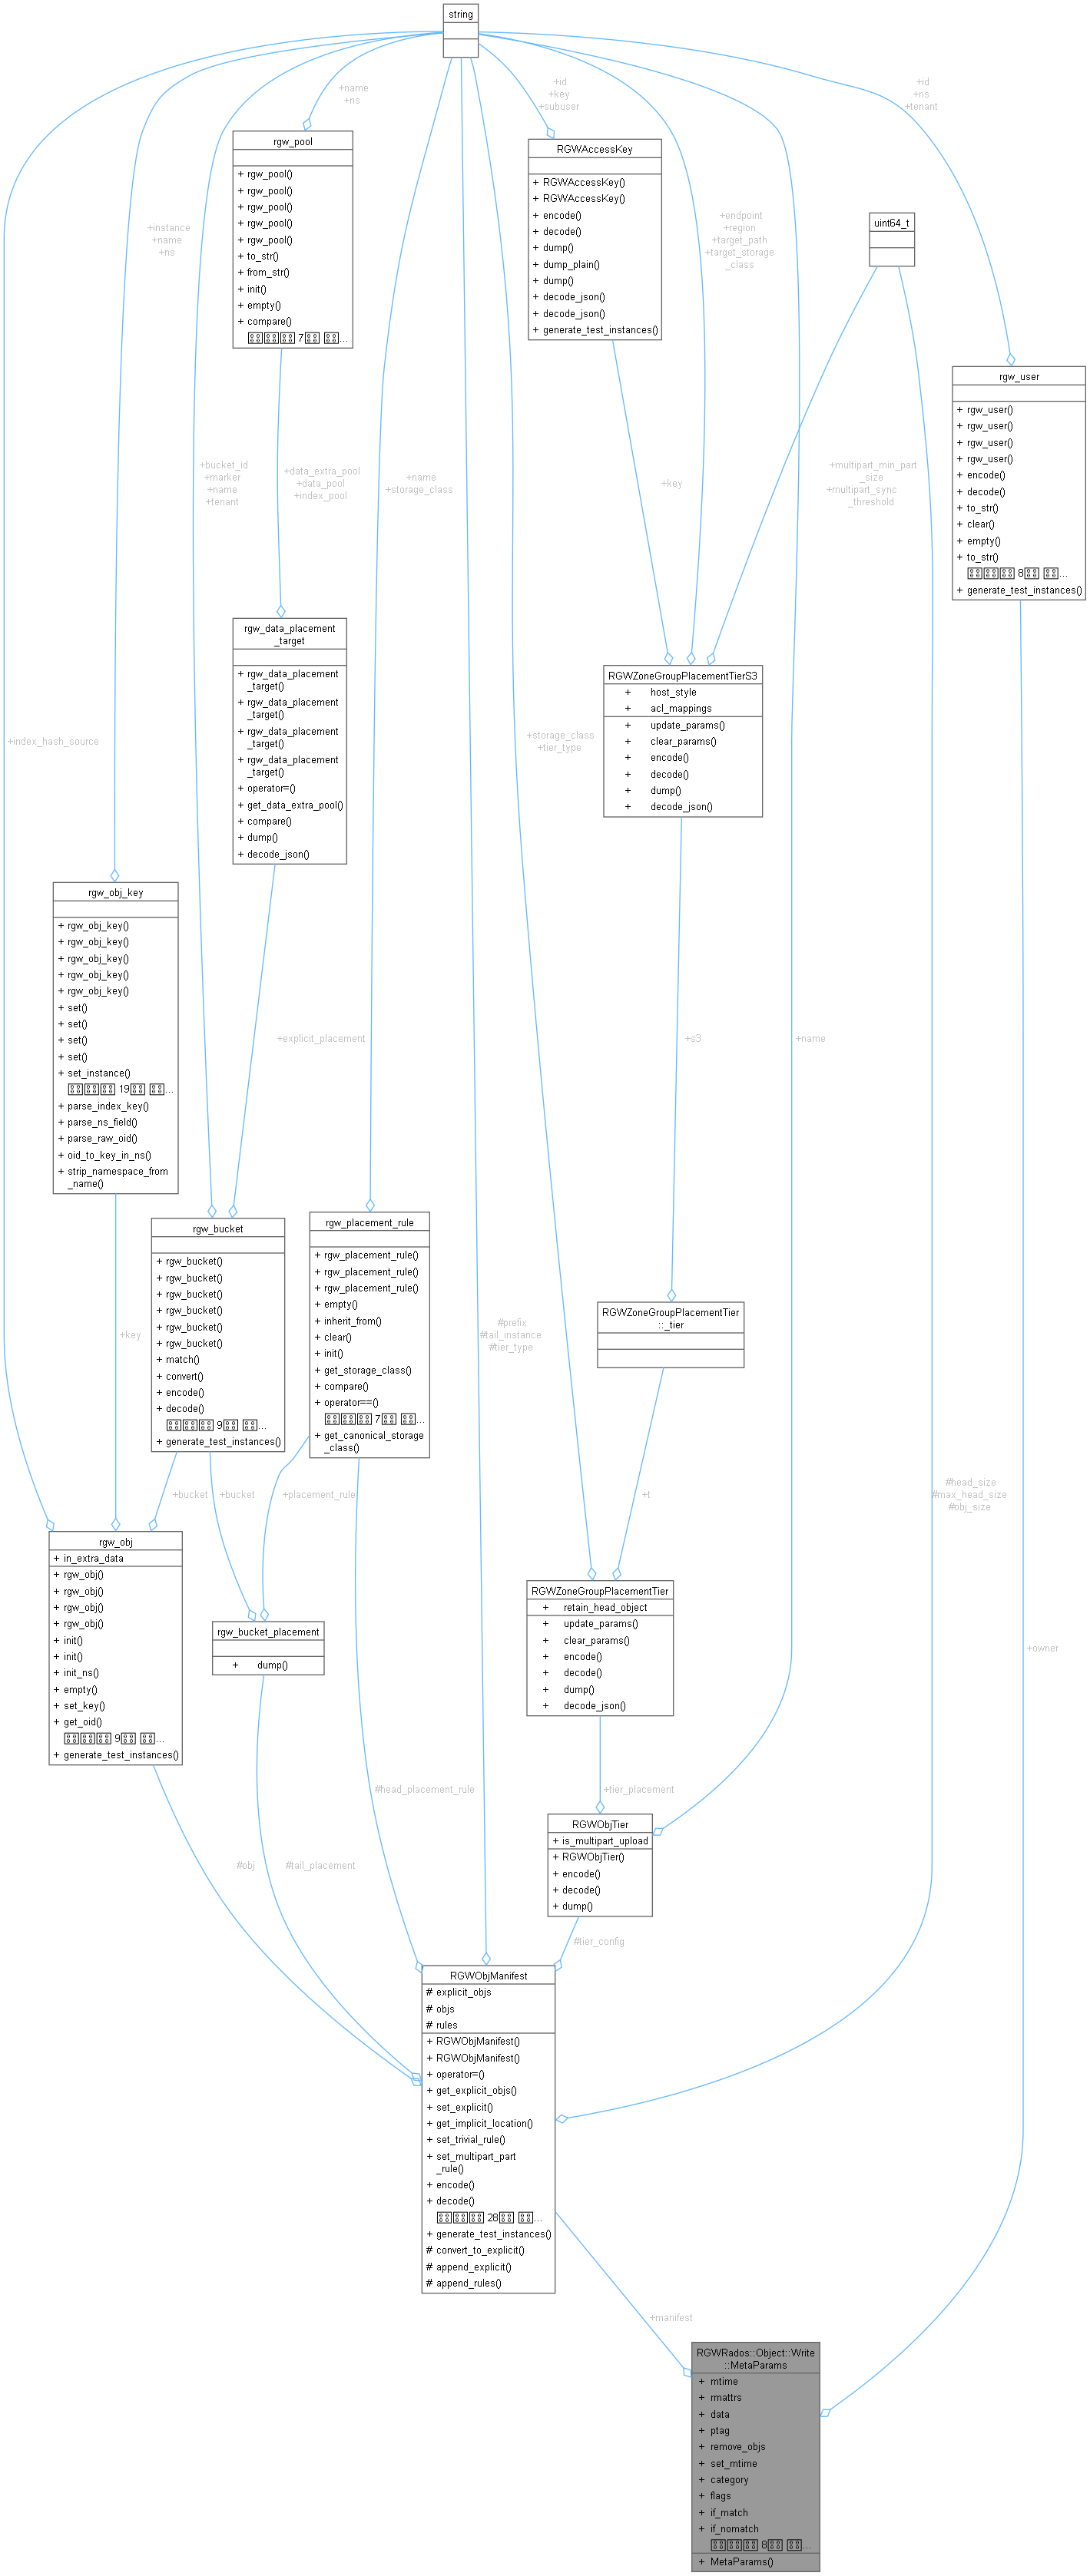 string
+name
+ns
+id
+key
+subuser
+id
+ns
+tenant
rgw_pool
+ rgw_pool()
+ rgw_pool()
+ rgw_pool()
+ rgw_pool()
+ rgw_pool()
+ to_str()
+ from_str()
+ init()
+ empty()
+ compare()
7
...
RGWAccessKey
+ RGWAccessKey()
+ RGWAccessKey()
+ encode()
+ decode()
+ dump()
+ dump_plain()
+ dump()
+ decode_json()
+ decode_json()
+ generate_test_instances()
+instance
+name
+ns
+endpoint
+region
+target_path
+target_storage
_class
uint64_t
rgw_user
+ rgw_user()
+ rgw_user()
+ rgw_user()
+ rgw_user()
+ encode()
+ decode()
+ to_str()
+ clear()
+ empty()
+ to_str()
8
...
+ generate_test_instances()
+bucket_id
+marker
+name
+tenant
+data_extra_pool
+data_pool
+index_pool
+name
+storage_class
+key
+multipart_min_part
_size
+multipart_sync
_threshold
rgw_data_placement
_target
+ rgw_data_placement
_target()
+ rgw_data_placement
_target()
+ rgw_data_placement
_target()
+ rgw_data_placement
_target()
+ operator=()
+ get_data_extra_pool()
+ compare()
+ dump()
+ decode_json()
RGWZoneGroupPlacementTierS3
+ host_style
+ acl_mappings
+ update_params()
+ clear_params()
+ encode()
+ decode()
+ dump()
+ decode_json()
+index_hash_source
+storage_class
+tier_type
rgw_obj_key
+ rgw_obj_key()
+ rgw_obj_key()
+ rgw_obj_key()
+ rgw_obj_key()
+ rgw_obj_key()
+ set()
+ set()
+ set()
+ set()
+ set_instance()
19
...
+ parse_index_key()
+ parse_ns_field()
+ parse_raw_oid()
+ oid_to_key_in_ns()
+ strip_namespace_from
_name()
+explicit_placement
+s3
+name
rgw_bucket
+ rgw_bucket()
+ rgw_bucket()
+ rgw_bucket()
+ rgw_bucket()
+ rgw_bucket()
+ rgw_bucket()
+ match()
+ convert()
+ encode()
+ decode()
9
...
+ generate_test_instances()
rgw_placement_rule
+ rgw_placement_rule()
+ rgw_placement_rule()
+ rgw_placement_rule()
+ empty()
+ inherit_from()
+ clear()
+ init()
+ get_storage_class()
+ compare()
+ operator==()
7
...
+ get_canonical_storage
_class()
+key
#prefix
#tail_instance
#tier_type
RGWZoneGroupPlacementTier
::_tier
+bucket
+bucket
+placement_rule
+t
#head_size
#max_head_size
#obj_size
rgw_obj
+ in_extra_data
+ rgw_obj()
+ rgw_obj()
+ rgw_obj()
+ rgw_obj()
+ init()
+ init()
+ init_ns()
+ empty()
+ set_key()
+ get_oid()
9
...
+ generate_test_instances()
rgw_bucket_placement
+ dump()
RGWZoneGroupPlacementTier
+ retain_head_object
+ update_params()
+ clear_params()
+ encode()
+ decode()
+ dump()
+ decode_json()
+owner
#head_placement_rule
+tier_placement
RGWObjTier
+ is_multipart_upload
+ RGWObjTier()
+ encode()
+ decode()
+ dump()
#obj
#tail_placement
#tier_config
RGWObjManifest
# explicit_objs
# objs
# rules
+ RGWObjManifest()
+ RGWObjManifest()
+ operator=()
+ get_explicit_objs()
+ set_explicit()
+ get_implicit_location()
+ set_trivial_rule()
+ set_multipart_part
_rule()
+ encode()
+ decode()
28
...
+ generate_test_instances()
# convert_to_explicit()
# append_explicit()
# append_rules()
+manifest
RGWRados::Object::Write
::MetaParams
+ mtime
+ rmattrs
+ data
+ ptag
+ remove_objs
+ set_mtime
+ category
+ flags
+ if_match
+ if_nomatch
8
...
+ MetaParams()